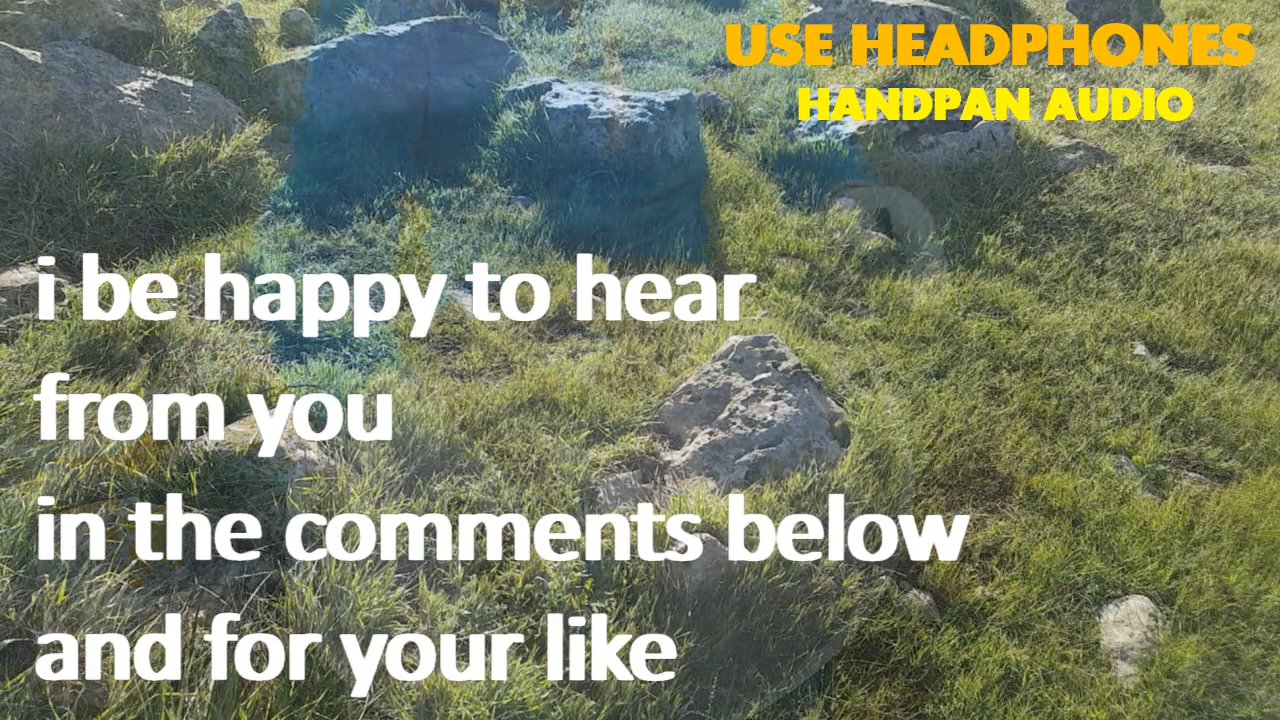 USE HEADPHONES
HANDPAN AUDIO
i be happy to hear
from you
in the comments below
and for your like